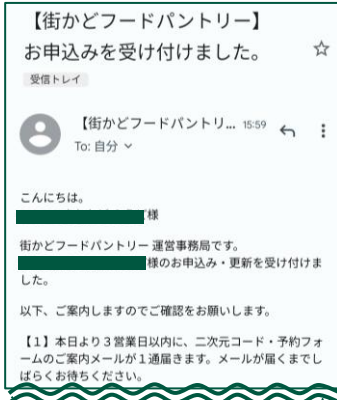 【街かどフードパントリー】
お申込みを受け付けました。
受信トレイ
【街かどフードパントリ... 15:59
To: 自分
こんにちは。
様
街かどフードパントリー 運営事務局です。
様のお申込み・更新を受け付けま
した。
以下、ご案内しますのでご確認をお願いします。
【１】本日より３営業日以内に、二次元コード・予約フォ
ームのご案内メールが１通届きます。メールが届くまでし
ばらくお待ちください。